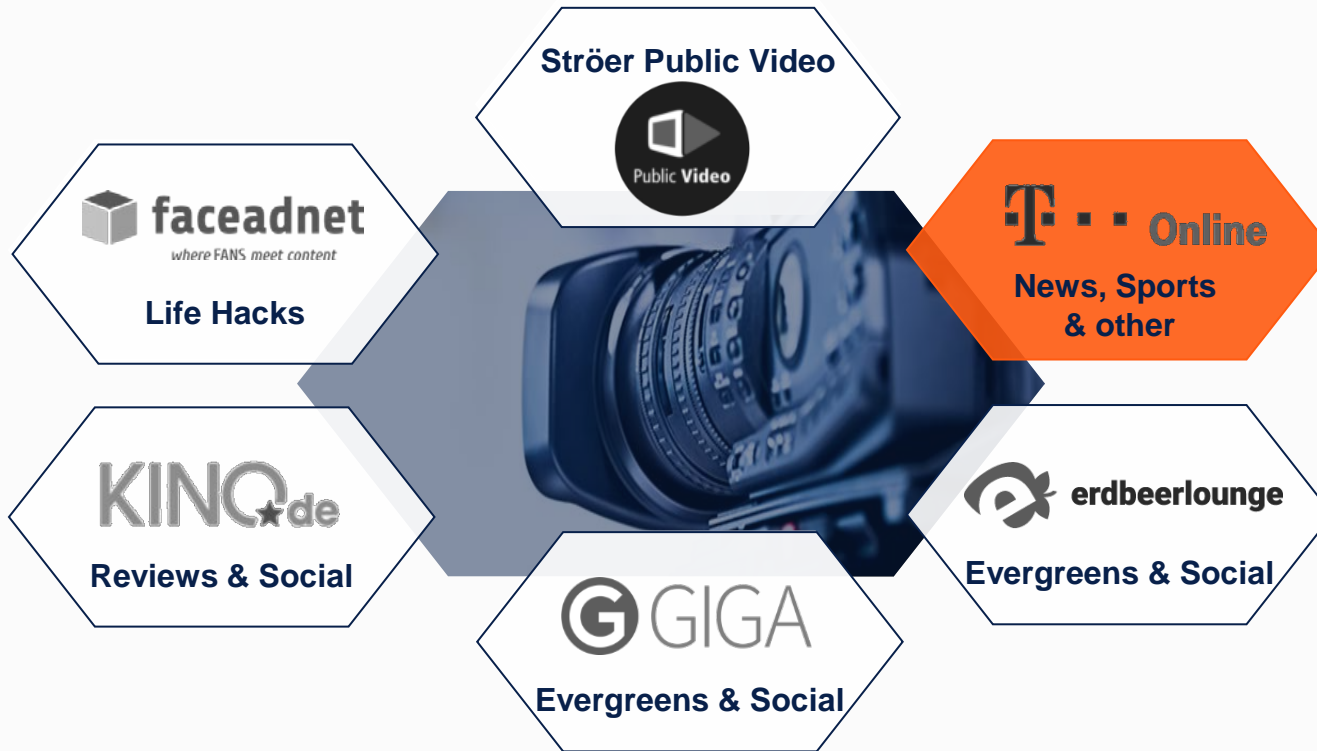 Ströer Public Video
Public Video
faceadnet
where FANS meet content
Life Hacks
T Online
News, Sports
& other
KINO.de
Reviews & Social
erdbeerlounge
Evergreens & Social
G GIGA
Evergreens & Social